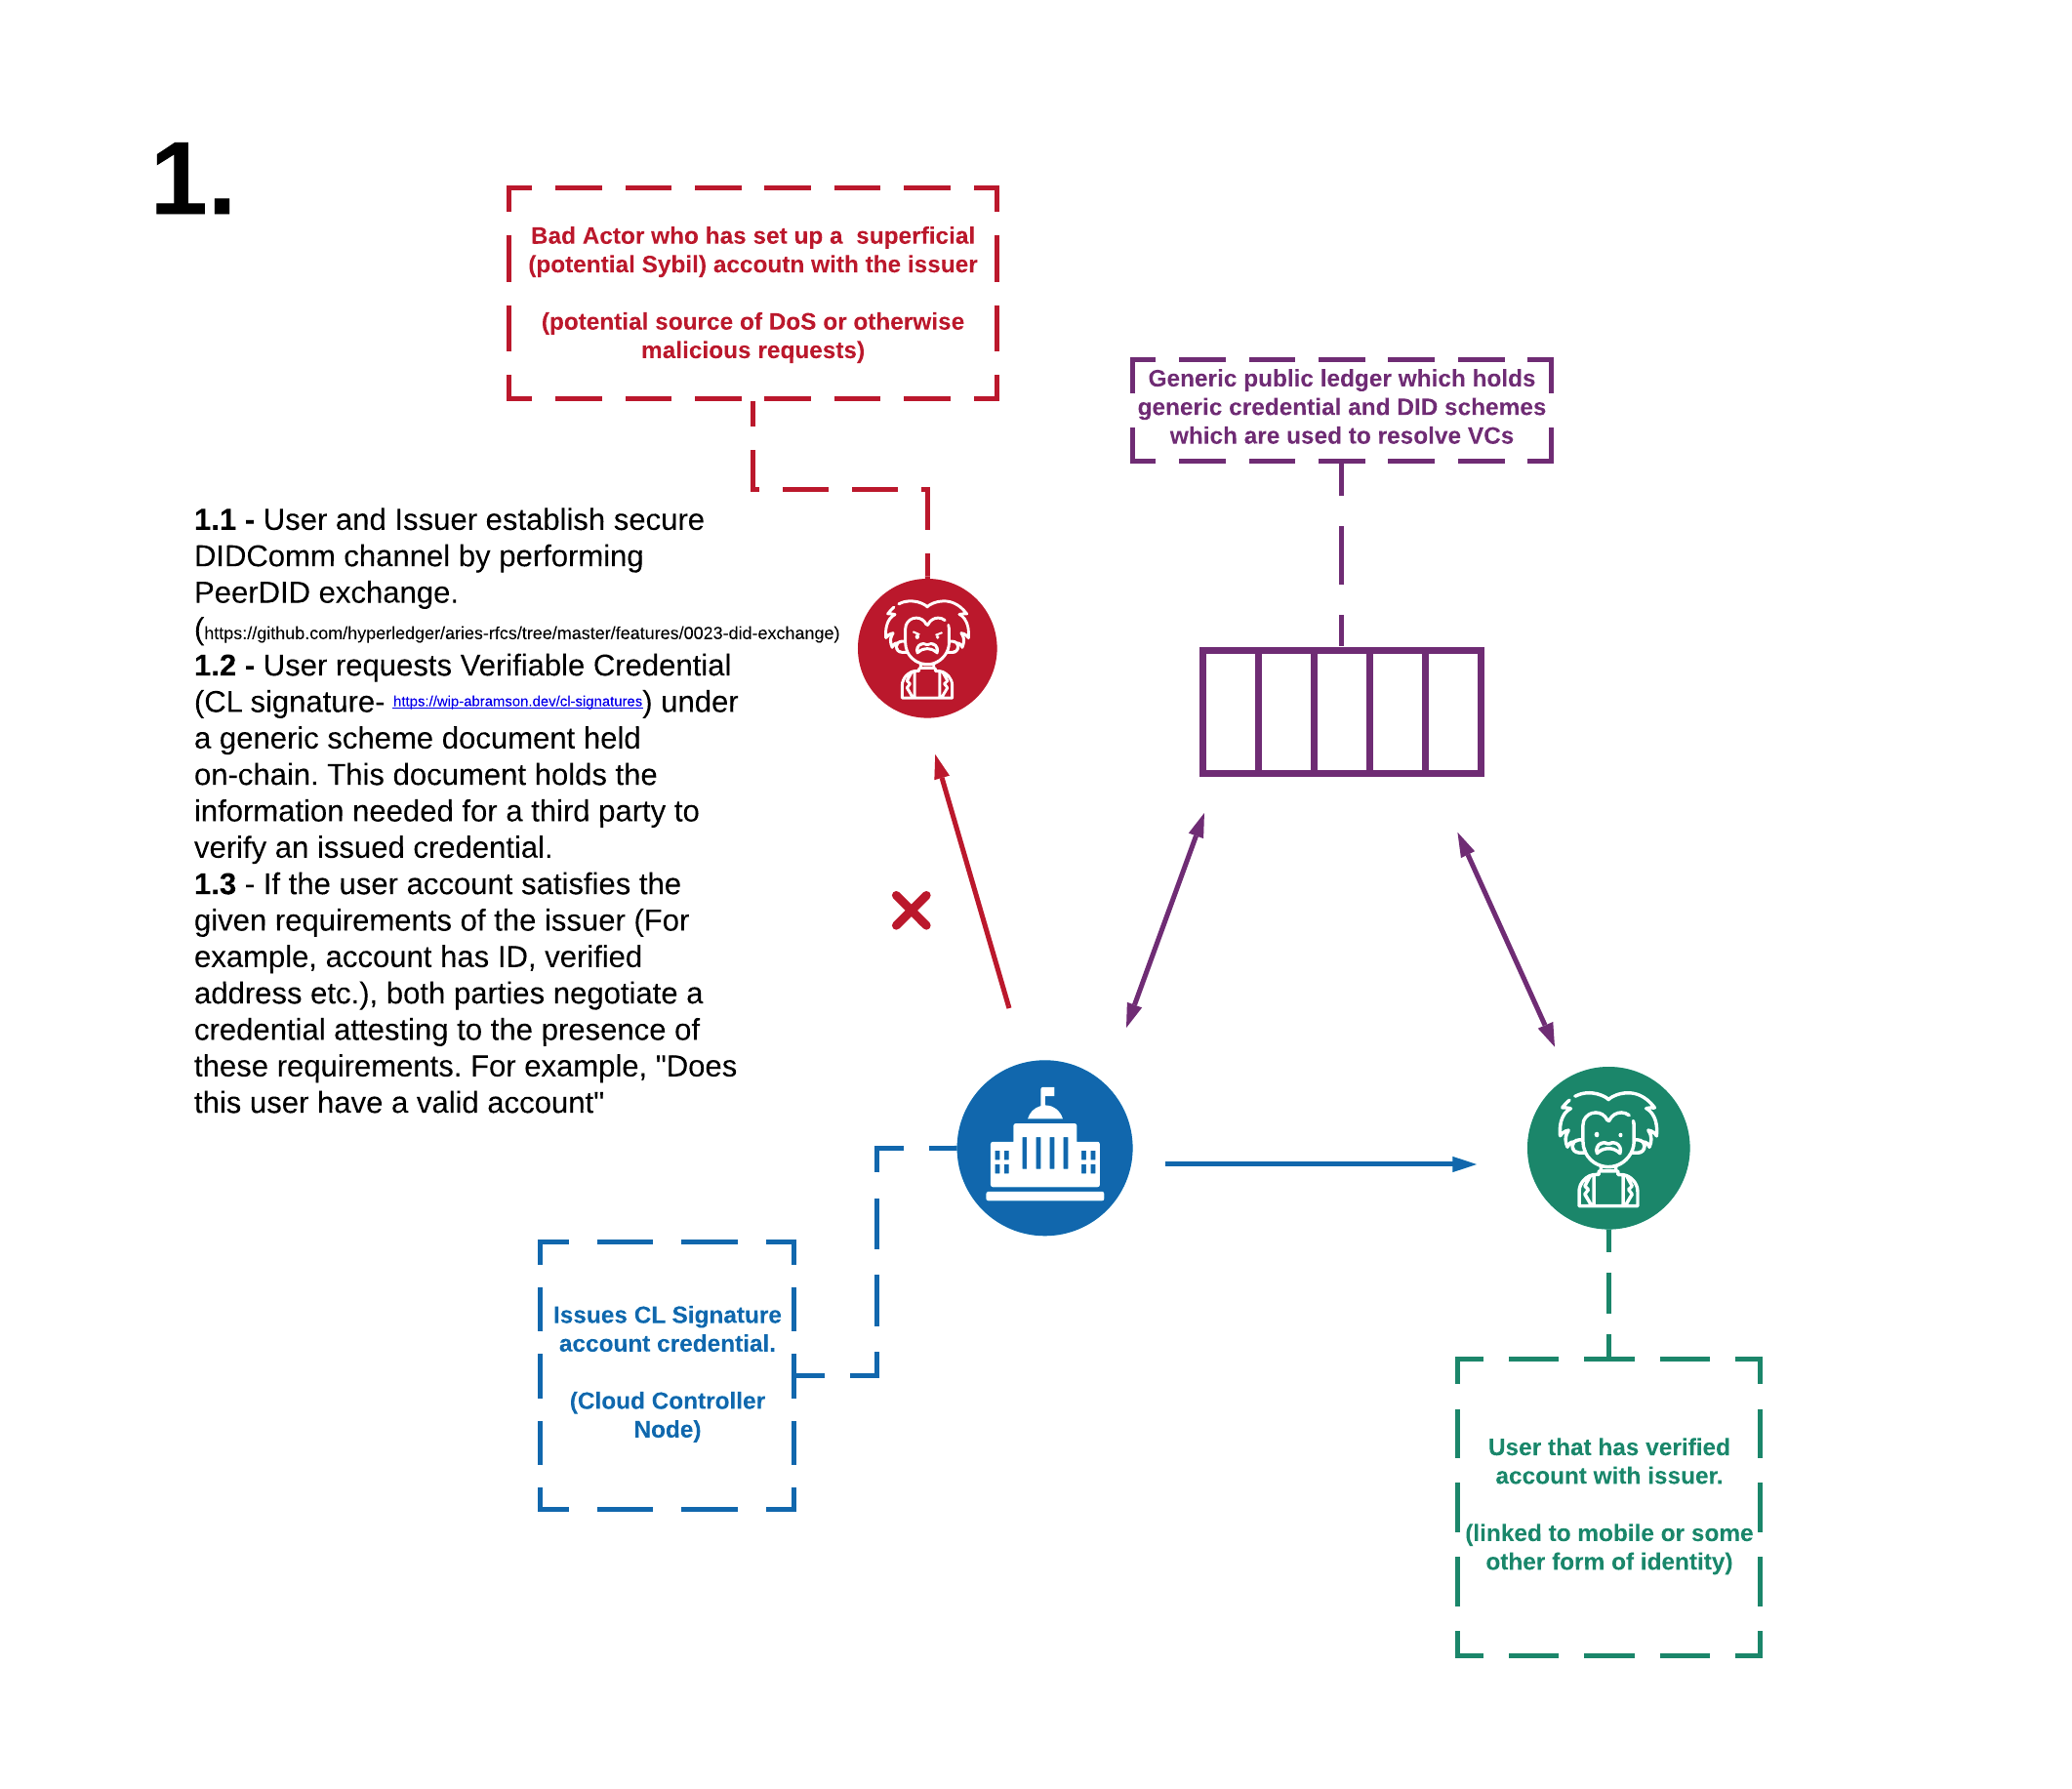 1.
Bad Actor who has set up a  superficial
(potential Sybil) accoutn with the issuer
(potential source of DoS or otherwise
malicious requests)
Generic public ledger which holds
generic credential and DID schemes
which are used to resolve VCs
1.1 - User and Issuer establish secure
DIDComm channel by performing
PeerDID exchange.
(https://github.com/hyperledger/aries-rfcs/tree/master/features/0023-did-exchange)
1.2 - User requests Verifiable Credential
(CL signature- https://wip-abramson.dev/cl-signatures) under
a generic scheme document held
on-chain. This document holds the
information needed for a third party to
verify an issued credential.
1.3 - If the user account satisfies the
given requirements of the issuer (For
example, account has ID, verified
address etc.), both parties negotiate a
credential attesting to the presence of
these requirements. For example, "Does
this user have a valid account"
Issues CL Signature
account credential.
(Cloud Controller
Node)
User that has verified
account with issuer.
(linked to mobile or some
other form of identity)